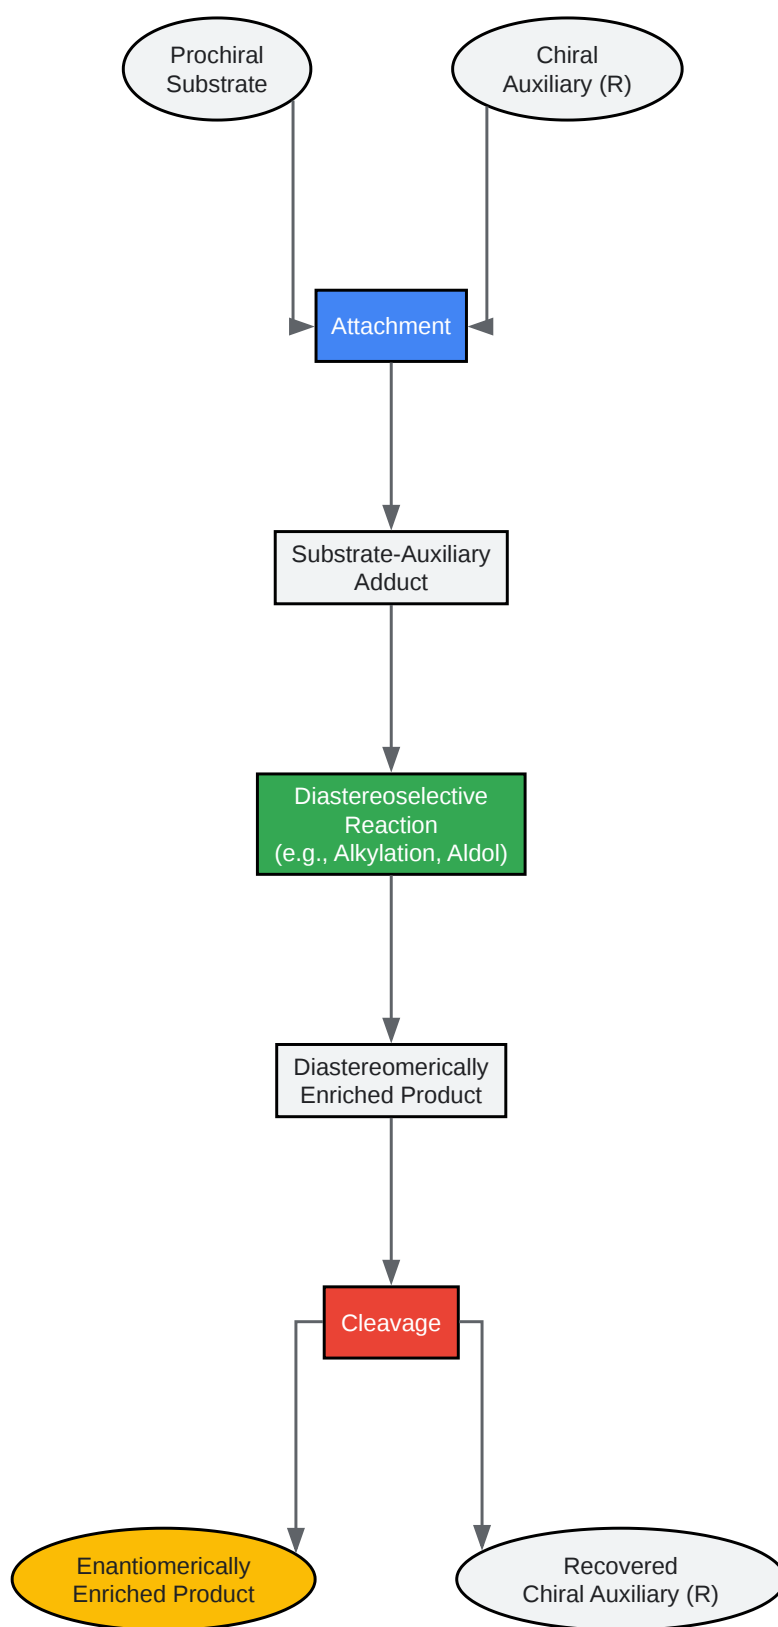 Prochiral
Substrate
Chiral
Auxiliary (R)
Attachment
Substrate-Auxiliary
Adduct
Diastereoselective
Reaction
(e.g., Alkylation, Aldol)
Diastereomerically
Enriched Product
Cleavage
Enantiomerically
Enriched Product
Recovered
Chiral Auxiliary (R)